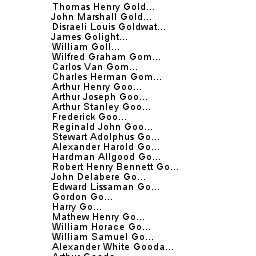 Thomas Henry Gold...
John Marshall Gold...
Disraeli Louis Goldwat...
James Golight...
William Goll...
Wilfred Graham Gom...
Carlos Van Gom...
Charles Herman Gom...
Arthur Henry Goo...
Arthur Joseph Goo...
Arthur Stanley Goo...
Frederick Goo...
Reginald John Goo...
Stewart Adolphus Go...
Alexander Harold Go...
Hardman Allgood Go...
Robert Henry Bennett Go...
John Delabere Go...
Edward Lissaman Go...
Gordon Go...
Harry Go...
Mathew Henry Go...
William Horace Go...
William Samuel Go...
Alexander White Gooda...